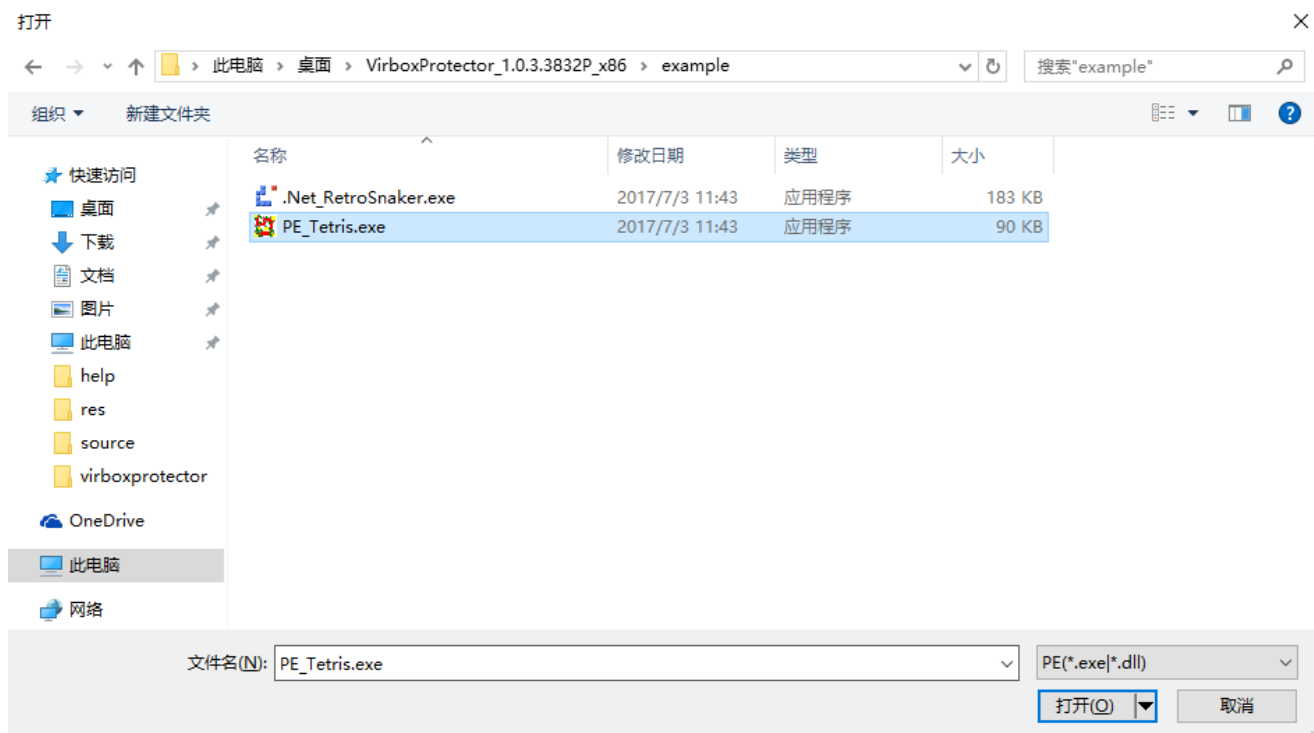 打开
此电脑 › 桌面 › VirboxProtector_1.0.3.3832P_x86 › example
搜索"example"
组织
新建文件夹
名称 修改日期 类型 大小
.Net_RetroSnaker.exe 2017/7/3 11:43 应用程序 183 KB
PE_Tetris.exe 2017/7/3 11:43 应用程序 90 KB
快速访问
桌面
下载
文档
图片
此电脑
help
res
source
virboxprotector
OneDrive
此电脑
网络
文件名(N): PE_Tetris.exe
PE(*.exe|*.dll)
打开(O)
取消